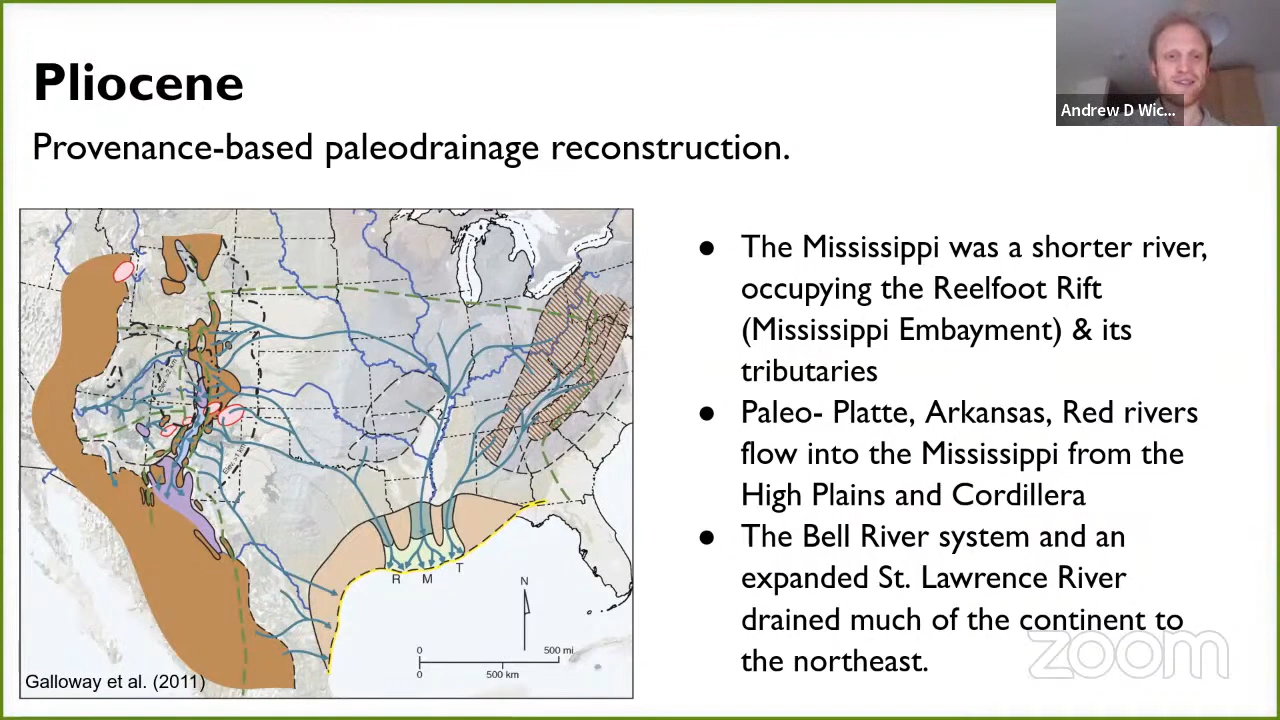 Pliocene
Provenance-based paleodrainage reconstruction.
Andrew D Wic...
● The Mississippi was a shorter river,
occupying the Reelfoot Rift
(Mississippi Embayment) & its
tributaries
● Paleo- Platte, Arkansas, Red rivers
flow into the Mississippi from the
High Plains and Cordillera
● The Bell River system and an
expanded St. Lawrence River
drained much of the continent to
the northeast.
R M T
N
0 500 mi
0 500 km
Galloway et al. (2011)
zoom